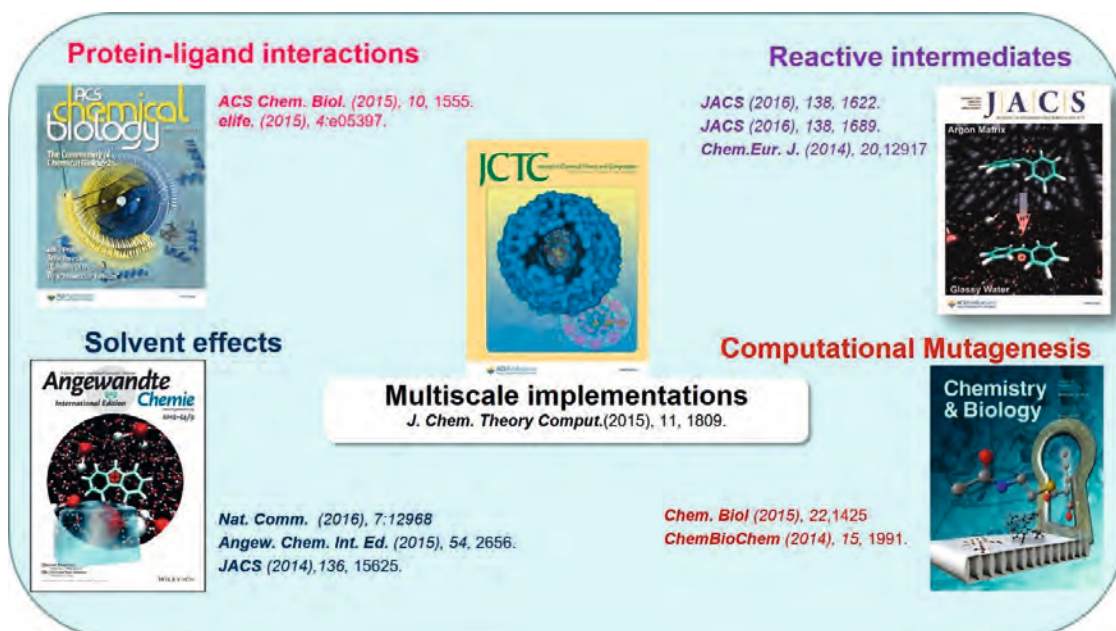 Protein-ligand interactions
ACS
chemical
biology
ACS Chem. Biol. (2015), 10, 1555.
elife, (2015), 4:e05397.
Reactive intermediates
JACS (2016), 138, 1622.
JACS (2016), 138, 1689.
Chem.Eur. J. (2014), 20,12917
JACS
Argon Matrix
Glassy Water
JCTC
Multiscale implementations
J. Chem. Theory Comput.(2015), 11, 1809.
Solvent effects
Angewandte
International Edition
Chemie
WILEY-VCH
Nat. Comm. (2016), 7:12968
Angew. Chem. Int. Ed. (2015), 54, 2656.
JACS (2014),136, 15625.
Computational Mutagenesis
Chemistry
& Biology
Chem. Biol (2015), 22,1425
ChemBioChem (2014), 15, 1991.